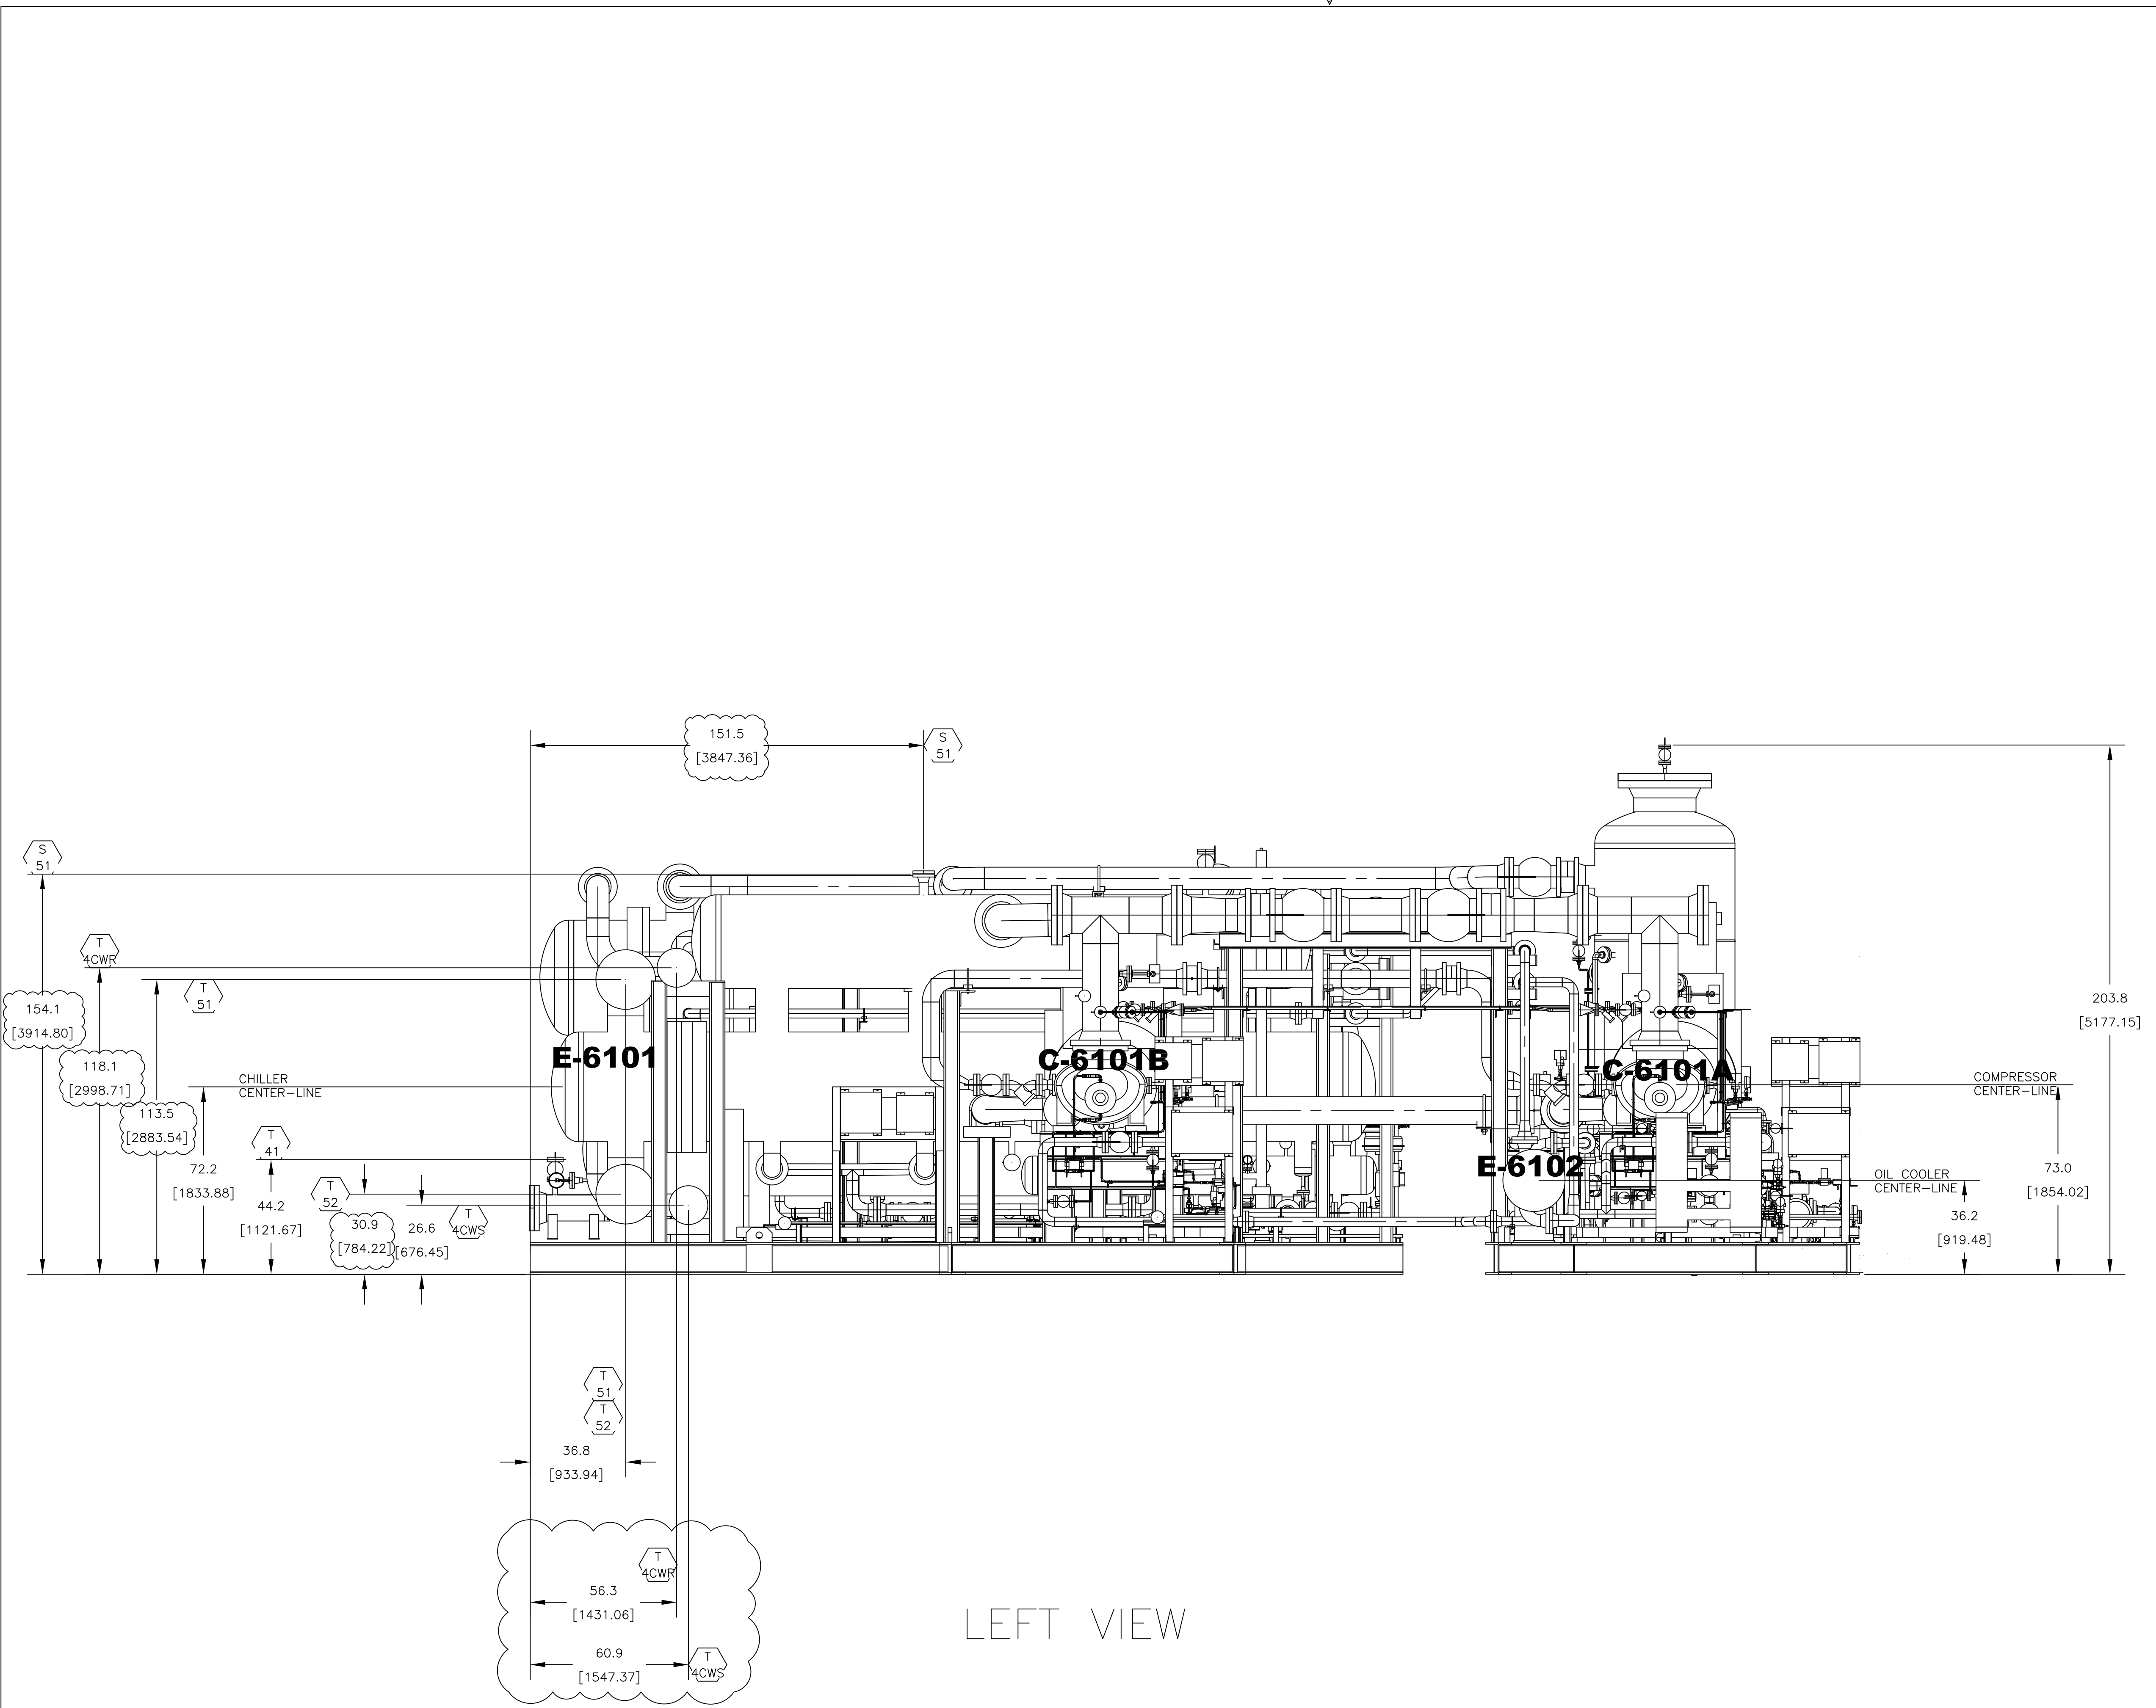 151.5
[3847.36]
S
51
S
51
T
4CWR
T
51
154.1
[3914.80]
118.1
[2998.71]
113.5
[2883.54]
CHILLER
CENTER-LINE
72.2
[1833.88]
T
41
44.2
[1121.67]
T
52
30.9
[784.22]
26.6
[676.45]
T
4CWS
E-6101
C-6101B
C-6101A
E-6102
203.8
[5177.15]
COMPRESSOR
CENTER-LINE
73.0
[1854.02]
OIL COOLER
CENTER-LINE
36.2
[919.48]
T
51
T
52
36.8
[933.94]
T
4CWR
56.3
[1431.06]
60.9
[1547.37]
T
4CWS
LEFT VIEW